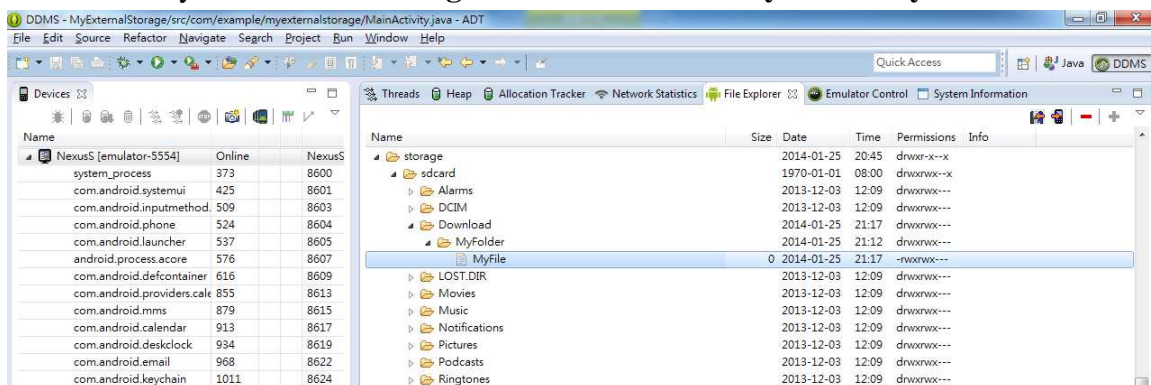 DDMS - MyExternalStorage/src/com/example/myexternalstorage/MainActivity.java - ADT
File Edit Source Refactor Navigate Search Project Run Window Help
Quick Access Java DDMS
Devices
Threads Heap Allocation Tracker Network Statistics File Explorer Emulator Control System Information
Name
Name Size Date Time Permissions Info
NexusS [emulator-5554] Online NexusS
storage 2014-01-25 20:45 drwxr-x--x
system_process 373 8600
sdcard 1970-01-01 08:00 drwxrwx--x
com.android.systemui 425 8601
Alarms 2013-12-03 12:09 drwxrwx---
com.android.inputmethod. 509 8603
DCIM 2013-12-03 12:09 drwxrwx---
com.android.phone 524 8604
Download 2014-01-25 21:17 drwxrwx---
com.android.launcher 537 8605
MyFolder 2014-01-25 21:12 drwxrwx---
android.process.acore 576 8607
MyFile 0 2014-01-25 21:17 -rwxrwx---
com.android.defcontainer 616 8609
LOST.DIR 2013-12-03 12:09 drwxrwx---
com.android.providers.cale 855 8613
Movies 2013-12-03 12:09 drwxrwx---
com.android.mms 879 8615
Music 2013-12-03 12:09 drwxrwx---
com.android.calendar 913 8617
Notifications 2013-12-03 12:09 drwxrwx---
com.android.deskclock 934 8619
Pictures 2013-12-03 12:09 drwxrwx---
com.android.email 968 8622
Podcasts 2013-12-03 12:09 drwxrwx---
com.android.keychain 1011 8624
Ringtones 2013-12-03 12:09 drwxrwx---